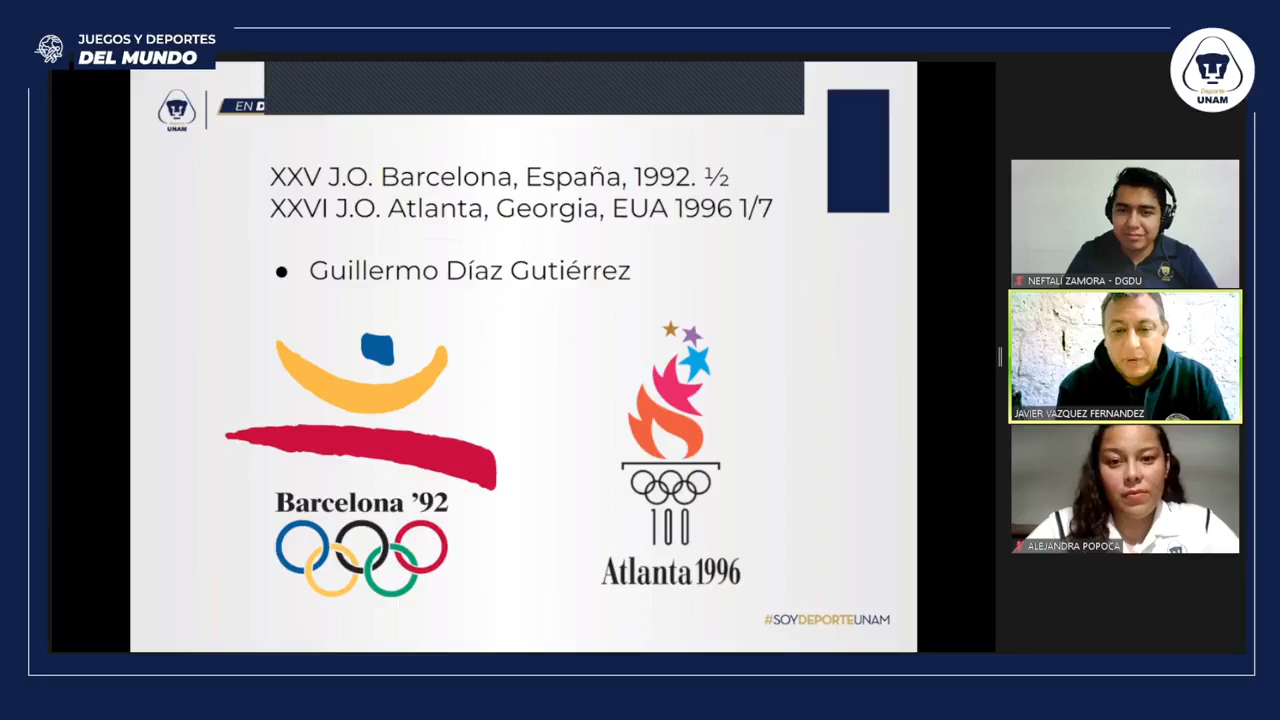 JUEGOS Y DEPORTES
DEL MUNDO
Deporte
UNAM
UNAM
EN D
XXV J.O. Barcelona, España, 1992. ½
XXVI J.O. Atlanta, Georgia, EUA 1996 1/7
● Guillermo Díaz Gutiérrez
Barcelona ’92
100
Atlanta 1996
#SOYDEPORTEUNAM
NEFTALÍ ZAMORA - DGDU
JAVIER VAZQUEZ FERNANDEZ
ALEJANDRA POPOCA